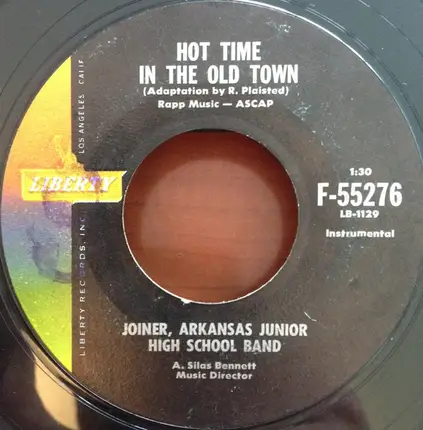 HOT TIME
IN THE OLD TOWN
(Adaptation by R. Plaisted)
Rapp Music — ASCAP
LIBERTY
LIBERTY RECORDS, INC. LOS ANGELES CALIF.
1:30
F-55276
LB-1129
Instrumental
JOINER, ARKANSAS JUNIOR
HIGH SCHOOL BAND
A. Silas Bennett
Music Director